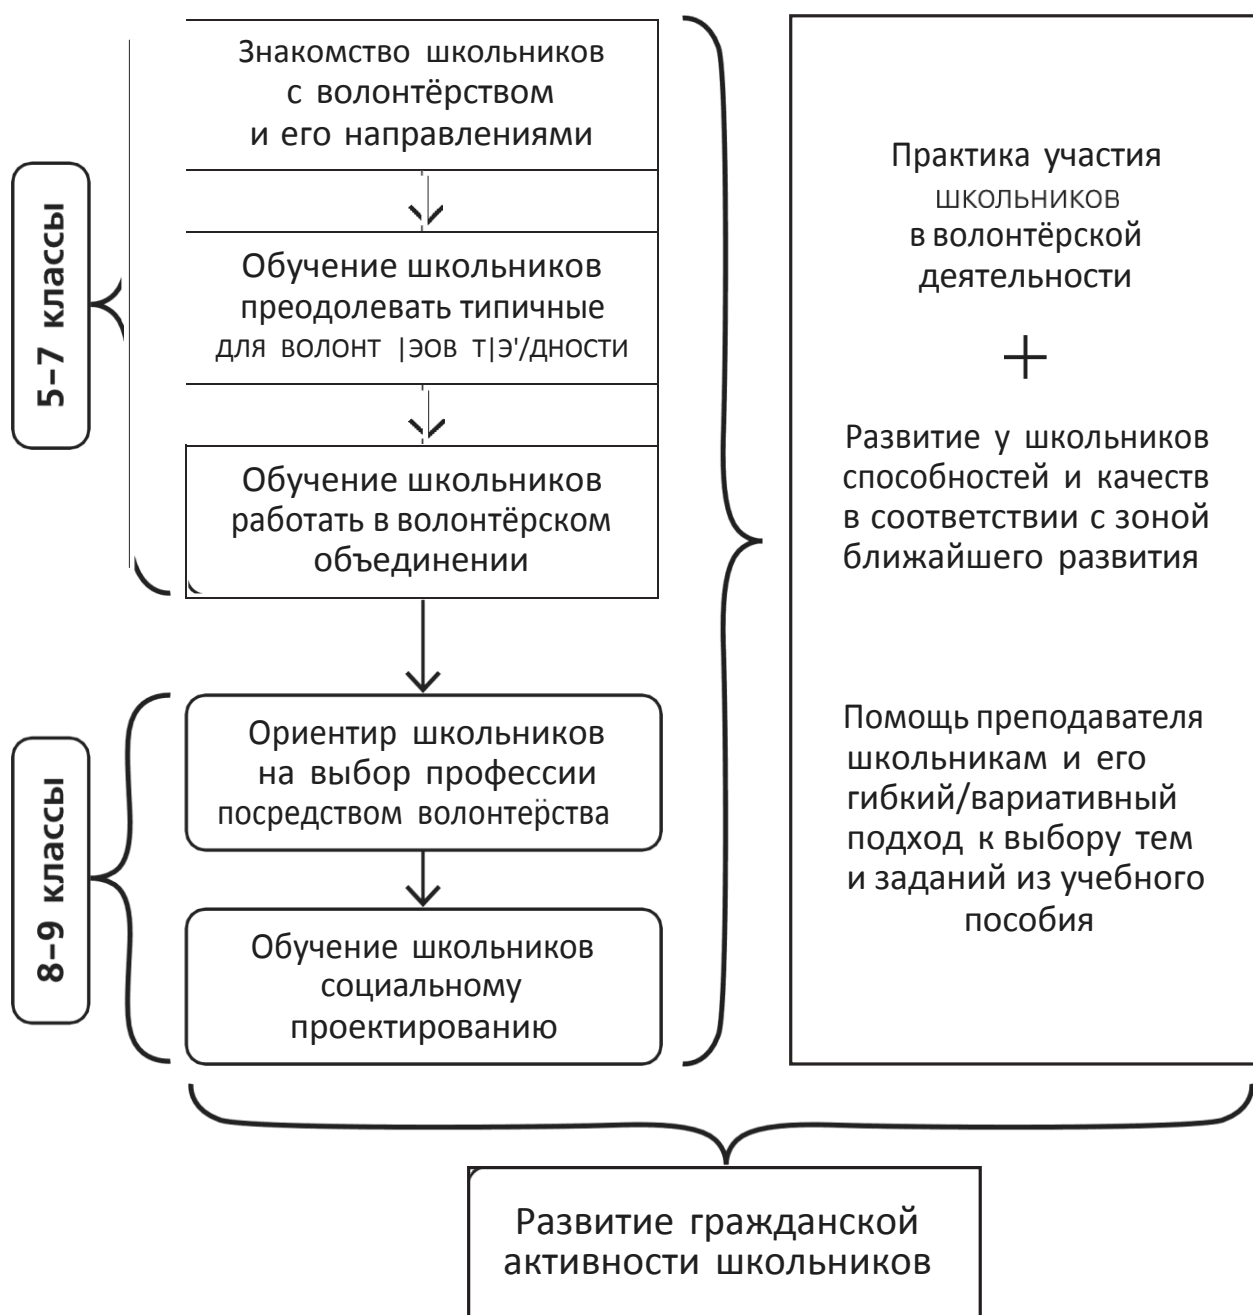 5–7 классы
Знакомство школьников
с волонтёрством
и его направлениями
Обучение школьников
преодолевать типичные
для волонт|эов т|э'/дности
Обучение школьников
работать в волонтёрском
объединении
8–9 классы
Ориентир школьников
на выбор профессии
посредством волонтёрства
Обучение школьников
социальному
проектированию
Практика участия
школьников
в волонтёрской
деятельности
+
Развитие у школьников
способностей и качеств
в соответствии с зоной
ближайшего развития
Помощь преподавателя
школьникам и его
гибкий/вариативный
подход к выбору тем
и заданий из учебного
пособия
Развитие гражданской
активности школьников